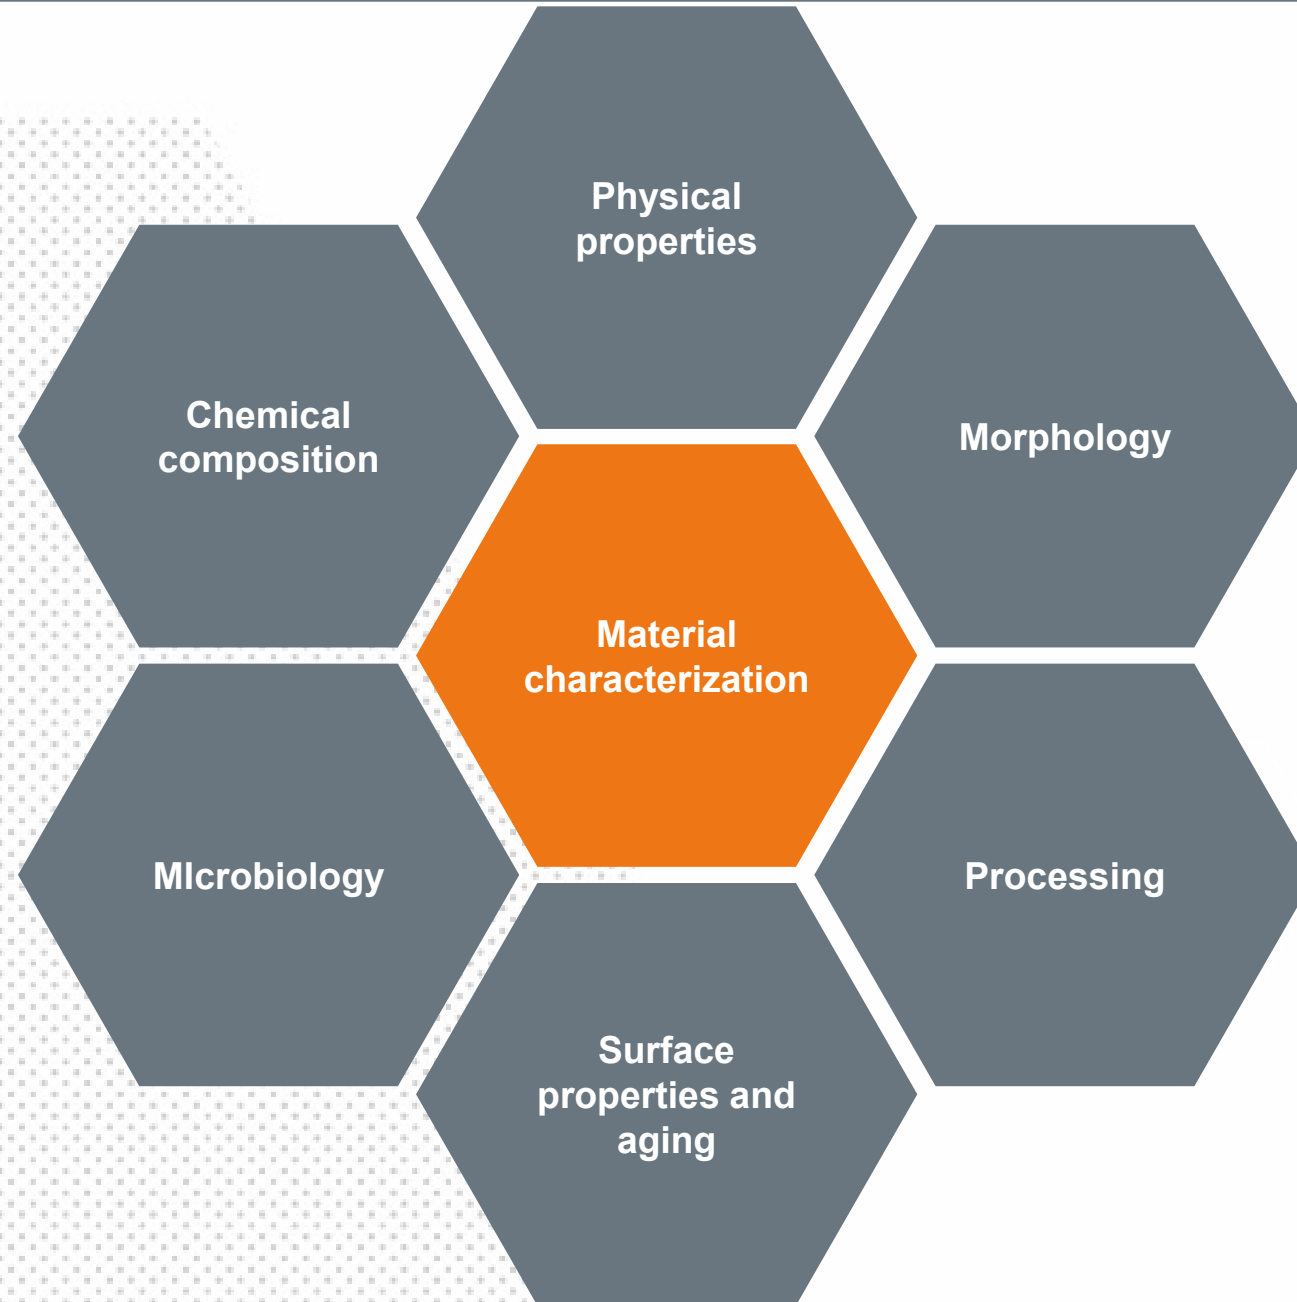 Physical
properties
Chemical
composition
Morphology
Material
characterization
MIcrobiology
Processing
Surface
properties and
aging